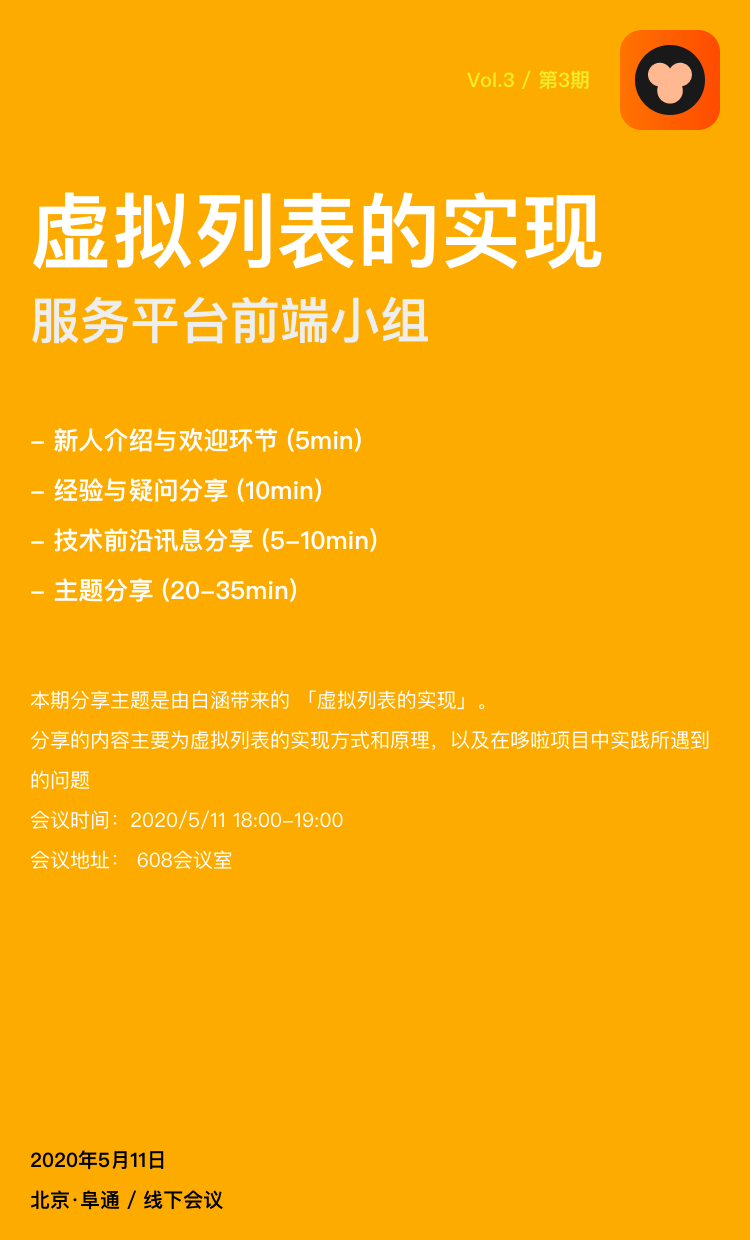 Vol.3 / 第3期
虚拟列表的实现
服务平台前端小组
– 新人介绍与欢迎环节 (5min)
– 经验与疑问分享 (10min)
– 技术前沿讯息分享 (5–10min)
– 主题分享 (20–35min)
本期分享主题是由白涵带来的 「虚拟列表的实现」。
分享的内容主要为虚拟列表的实现方式和原理，以及在哆啦项目中实践所遇到
的问题
会议时间：2020/5/11 18:00–19:00
会议地址： 608会议室
2020年5月11日
北京·阜通 / 线下会议